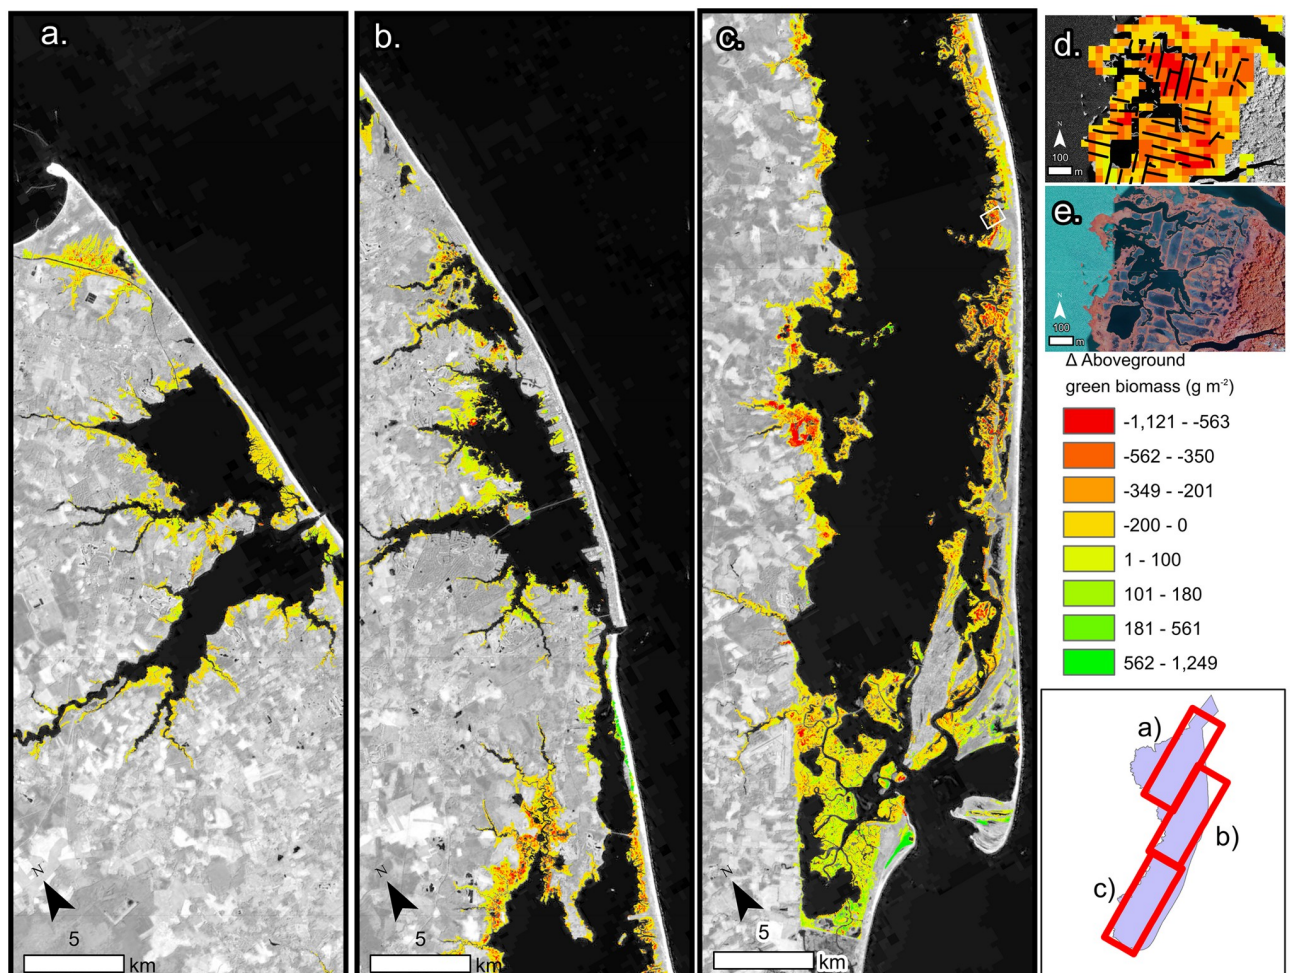 a.
b.
c.
d.
N
100
m
e.
N
100
m
Δ Aboveground
green biomass (g m⁻²)
-1,121 - -563
-562 - -350
-349 - -201
-200 - 0
1 - 100
101 - 180
181 - 561
562 - 1,249
a)
b)
c)
N
5
km
N
5
km
N
5
km